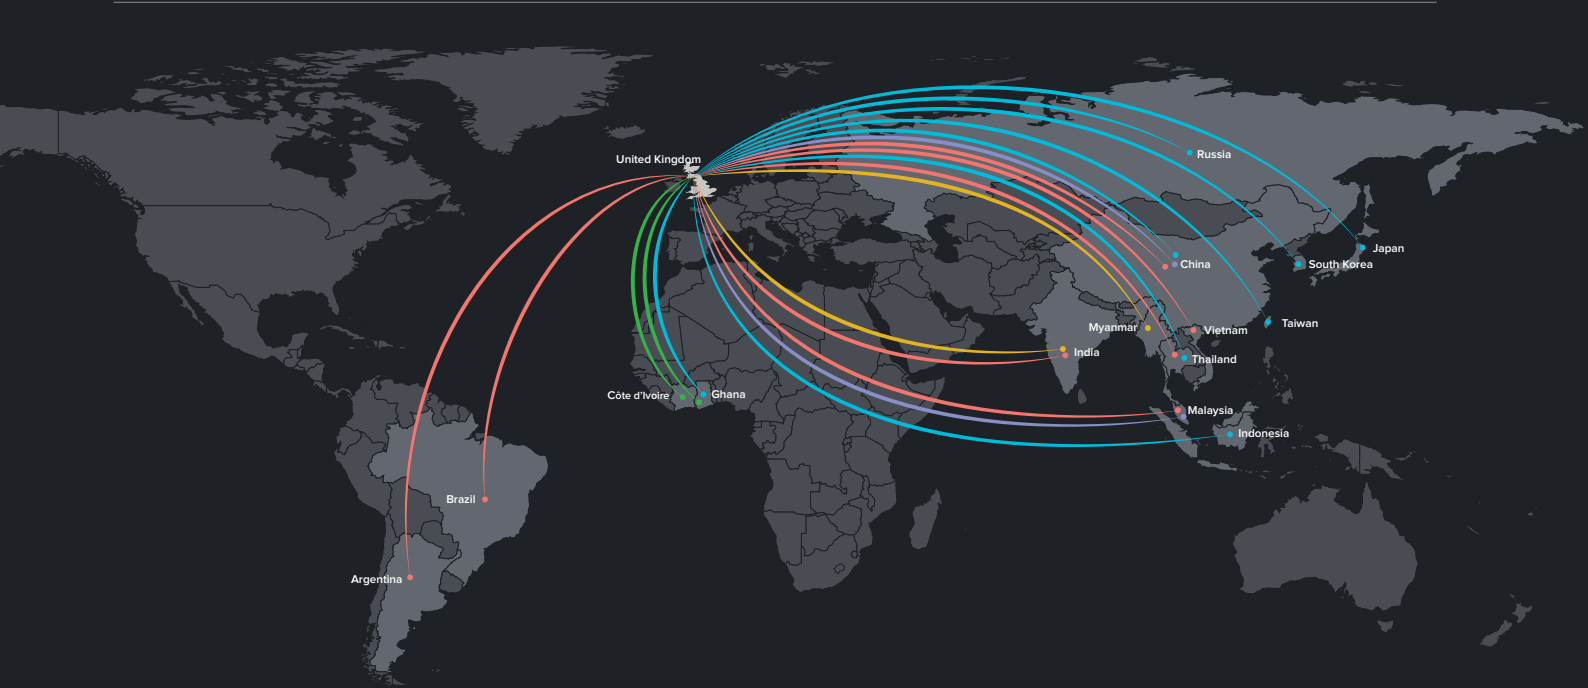 United Kingdom
Russia
Japan
China
South Korea
Taiwan
Myanmar
Vietnam
India
Thailand
Côte d'Ivoire
Ghana
Malaysia
Indonesia
Brazil
Argentina